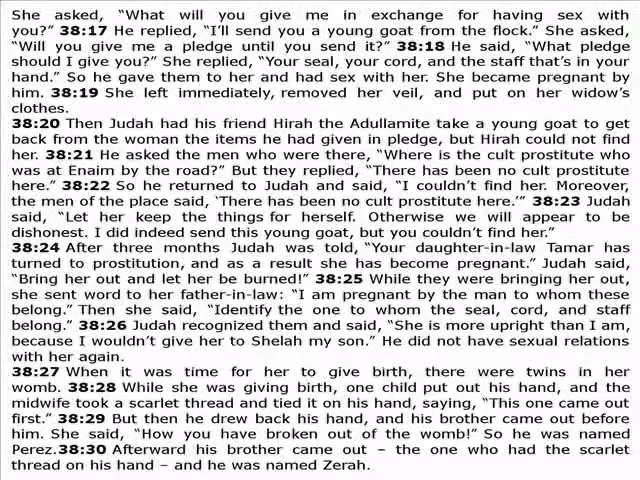 She asked, “What will you give me in exchange for having sex with
you?” 38:17 He replied, “I’ll send you a young goat from the flock.” She asked,
“Will you give me a pledge until you send it?” 38:18 He said, “What pledge
should I give you?” She replied, “Your seal, your cord, and the staff that’s in your
hand.” So he gave them to her and had sex with her. She became pregnant by
him. 38:19 She left immediately, removed her veil, and put on her widow’s
clothes.
38:20 Then Judah had his friend Hirah the Adullamite take a young goat to get
back from the woman the items he had given in pledge, but Hirah could not find
her. 38:21 He asked the men who were there, “Where is the cult prostitute who
was at Enaim by the road?” But they replied, “There has been no cult prostitute
here.” 38:22 So he returned to Judah and said, “I couldn’t find her. Moreover,
the men of the place said, ‘There has been no cult prostitute here.’” 38:23 Judah
said, “Let her keep the things for herself. Otherwise we will appear to be
dishonest. I did indeed send this young goat, but you couldn’t find her.”
38:24 After three months Judah was told, “Your daughter-in-law Tamar has
turned to prostitution, and as a result she has become pregnant.” Judah said,
“Bring her out and let her be burned!” 38:25 While they were bringing her out,
she sent word to her father-in-law: “I am pregnant by the man to whom these
belong.” Then she said, “Identify the one to whom the seal, cord, and staff
belong.” 38:26 Judah recognized them and said, “She is more upright than I am,
because I wouldn’t give her to Shelah my son.” He did not have sexual relations
with her again.
38:27 When it was time for her to give birth, there were twins in her
womb. 38:28 While she was giving birth, one child put out his hand, and the
midwife took a scarlet thread and tied it on his hand, saying, “This one came out
first.” 38:29 But then he drew back his hand, and his brother came out before
him. She said, “How you have broken out of the womb!” So he was named
Perez.38:30 Afterward his brother came out – the one who had the scarlet
thread on his hand – and he was named Zerah.